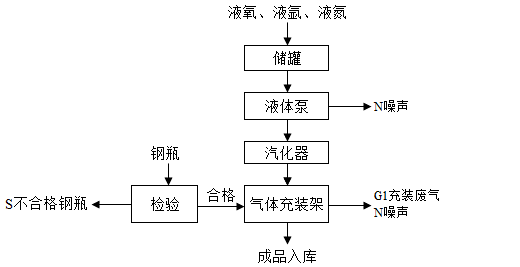 液氧、液氩、液氮
储罐
液体泵
N噪声
汽化器
钢瓶
S不合格钢瓶
检验
合格
气体充装架
G1充装废气
N噪声
成品入库